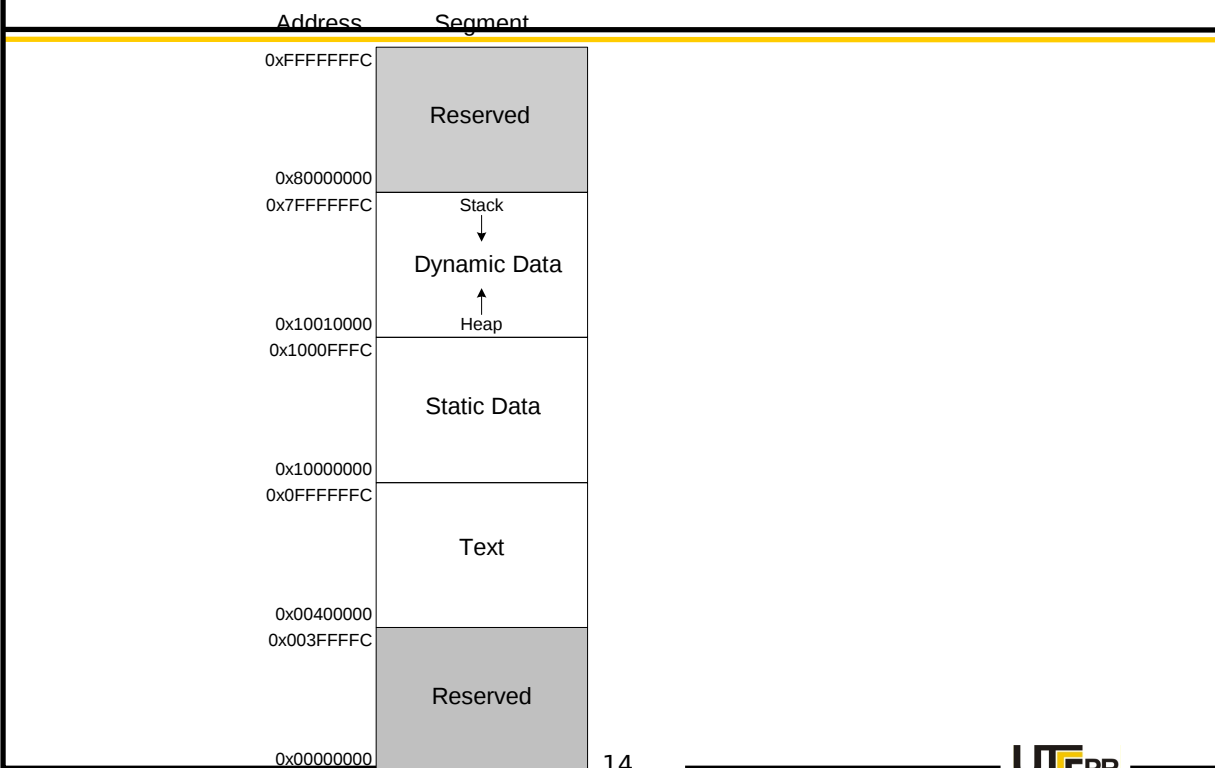 Address Segment
0xFFFFFFFC
Reserved
0x80000000
0x7FFFFFFC Stack
Dynamic Data
0x10010000 Heap
0x1000FFFC
Static Data
0x10000000
0x0FFFFFFC
Text
0x00400000
0x003FFFFC
Reserved
0x00000000
14